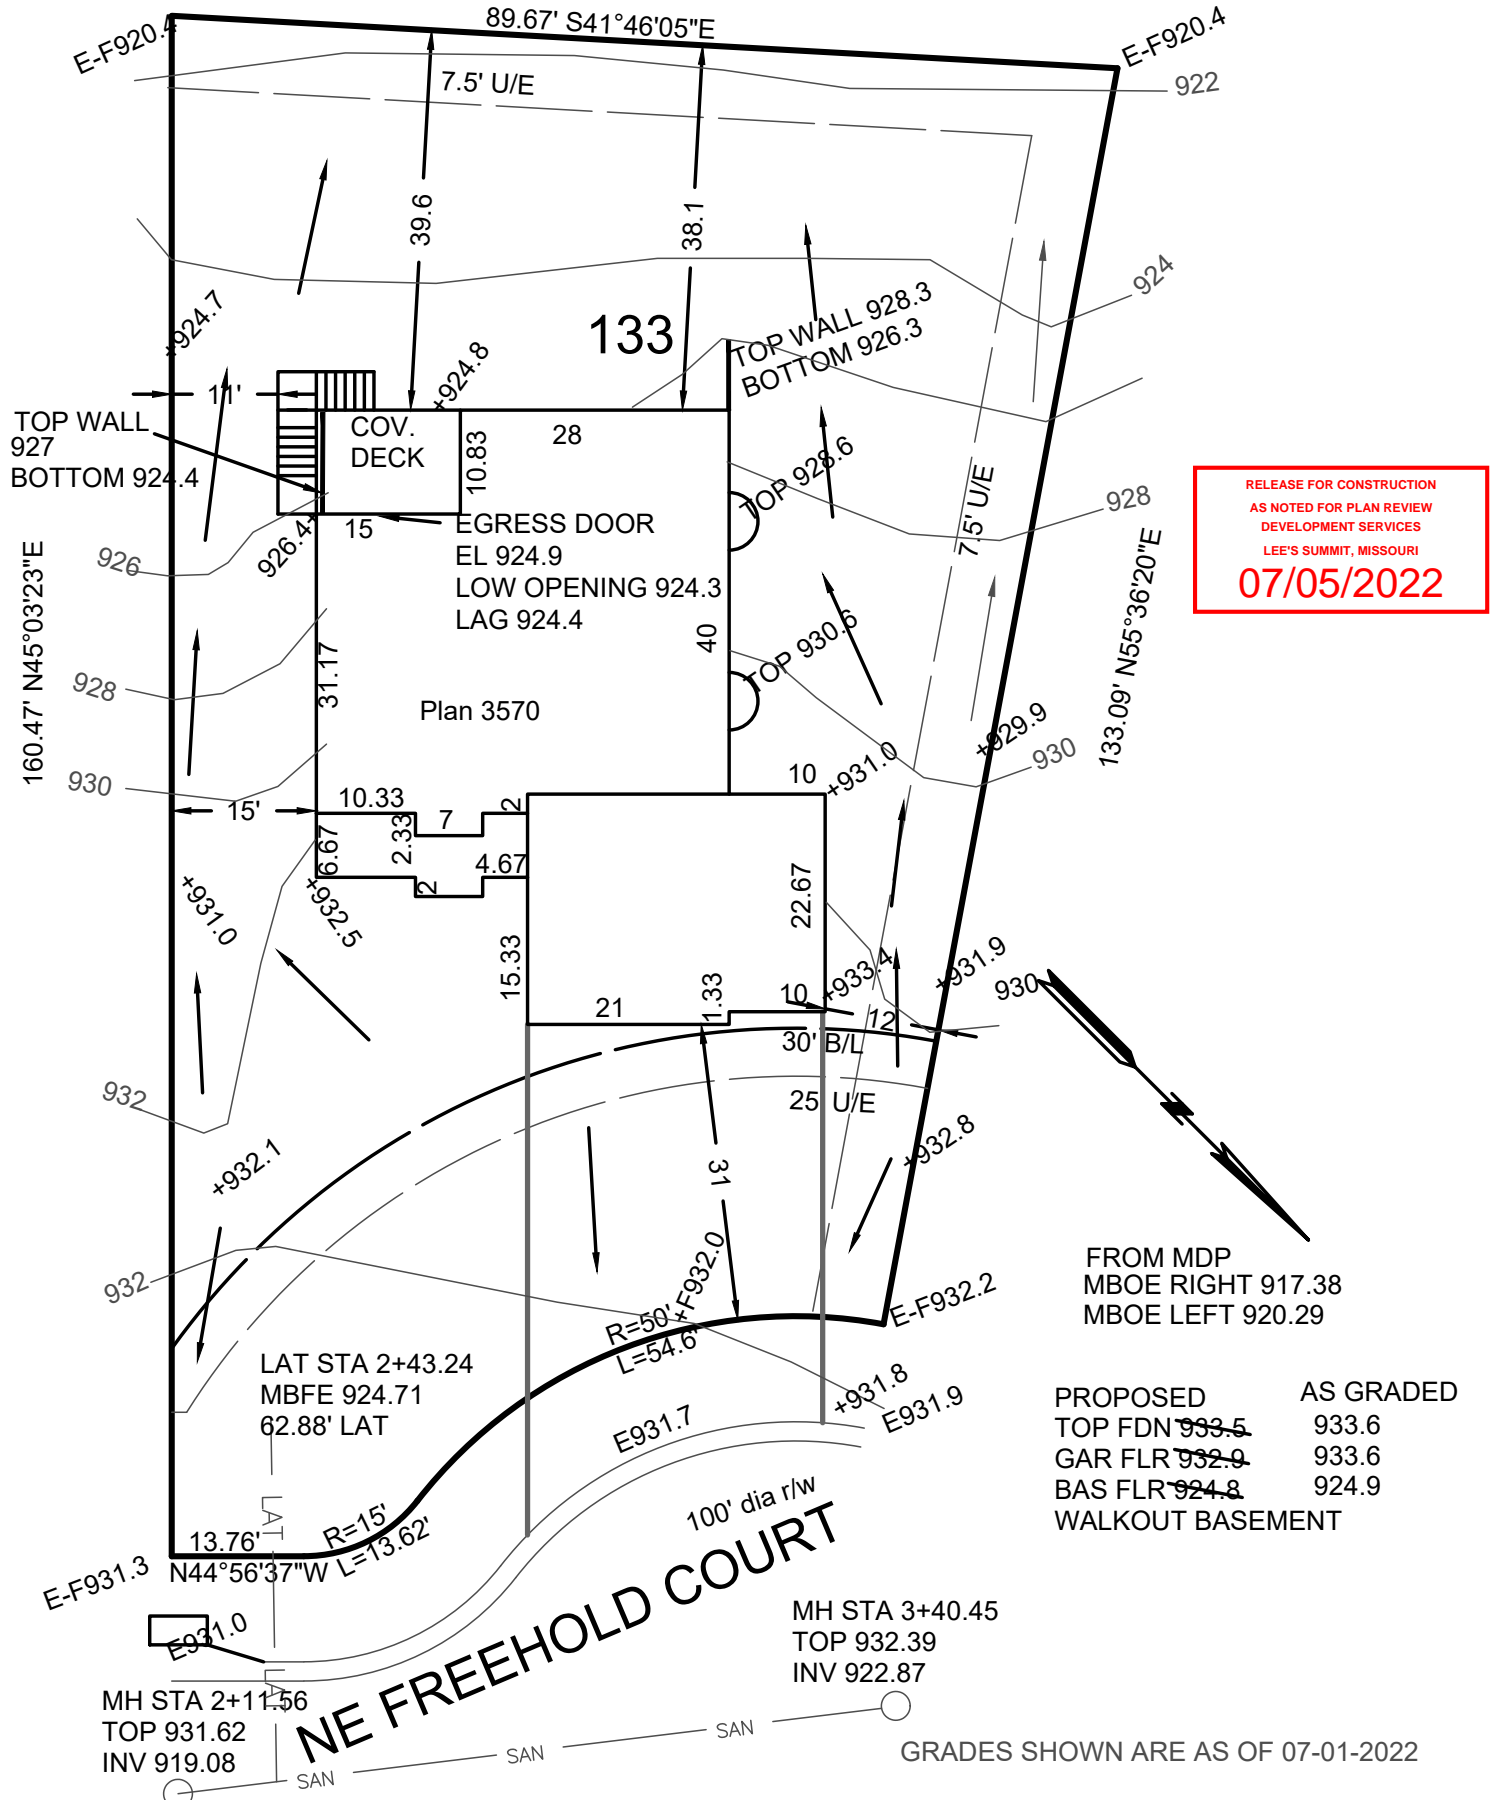 89.67' S41°46'05"E
E-F920.4
E-F920.4
7.5' U/E
922
39.6
38.1
924
+924.7
133
TOP WALL 928.3
BOTTOM 926.3
+924.8
11'
TOP WALL
927
BOTTOM 924.4
COV.
DECK
10.83
28
TOP 928.6
928
7.5' U/E
RELEASE FOR CONSTRUCTION
AS NOTED FOR PLAN REVIEW
DEVELOPMENT SERVICES
LEE'S SUMMIT, MISSOURI
07/05/2022
926
926.4+
15
EGRESS DOOR
EL 924.9
LOW OPENING 924.3
LAG 924.4
160.47' N45°03'23"E
133.09' N55°36'20"E
928
31.17
40
TOP 930.6
Plan 3570
+929.9
930
930
15'
10.33
7
2
10
+931.0
6.67
2.33
2
4.67
22.67
+931.0
+932.5
15.33
21
1.33
10
+933.4
12
+931.9
930
30' B/L
25' U/E
932
+932.1
31
+932.8
932
R=50'
L=54.6'
+F932.0
E-F932.2
FROM MDP
MBOE RIGHT 917.38
MBOE LEFT 920.29
LAT STA 2+43.24
MBFE 924.71
62.88' LAT
E931.7
+931.8
E931.9
PROPOSED AS GRADED
TOP FDN 933.5 933.6
GAR FLR 932.9 933.6
BAS FLR 924.8 924.9
WALKOUT BASEMENT
LAT
13.76'
N44°56'37"W
R=15'
L=13.62'
100' dia r/w
NE FREEHOLD COURT
E-F931.3
E931.0
LAT
MH STA 2+11.56
TOP 931.62
INV 919.08
MH STA 3+40.45
TOP 932.39
INV 922.87
SAN
SAN
SAN
GRADES SHOWN ARE AS OF 07-01-2022